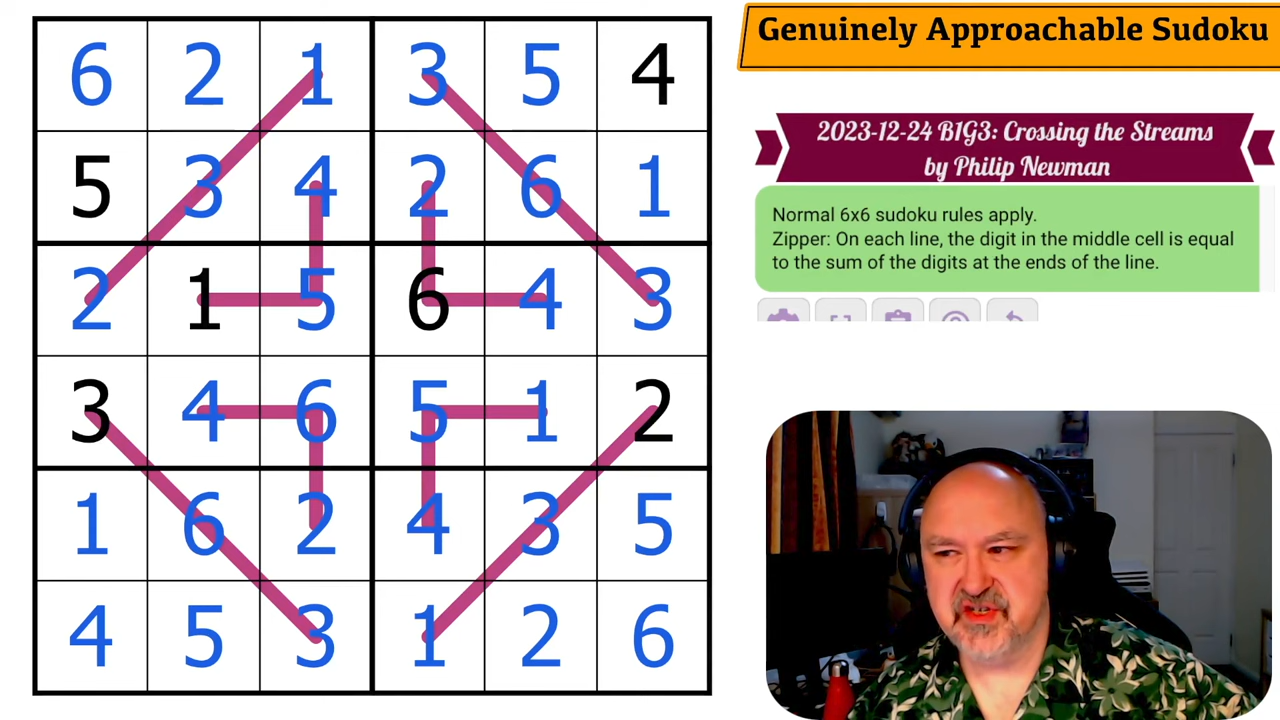 Genuinely Approachable Sudoku
2023-12-24 B1G3: Crossing the Streams
by Philip Newman
Normal 6x6 sudoku rules apply.
Zipper: On each line, the digit in the middle cell is equal
to the sum of the digits at the ends of the line.
6 2 1 3 5 4
5 3 4 2 6 1
2 1 5 6 4 3
3 4 6 5 1 2
1 6 2 4 3 5
4 5 3 1 2 6